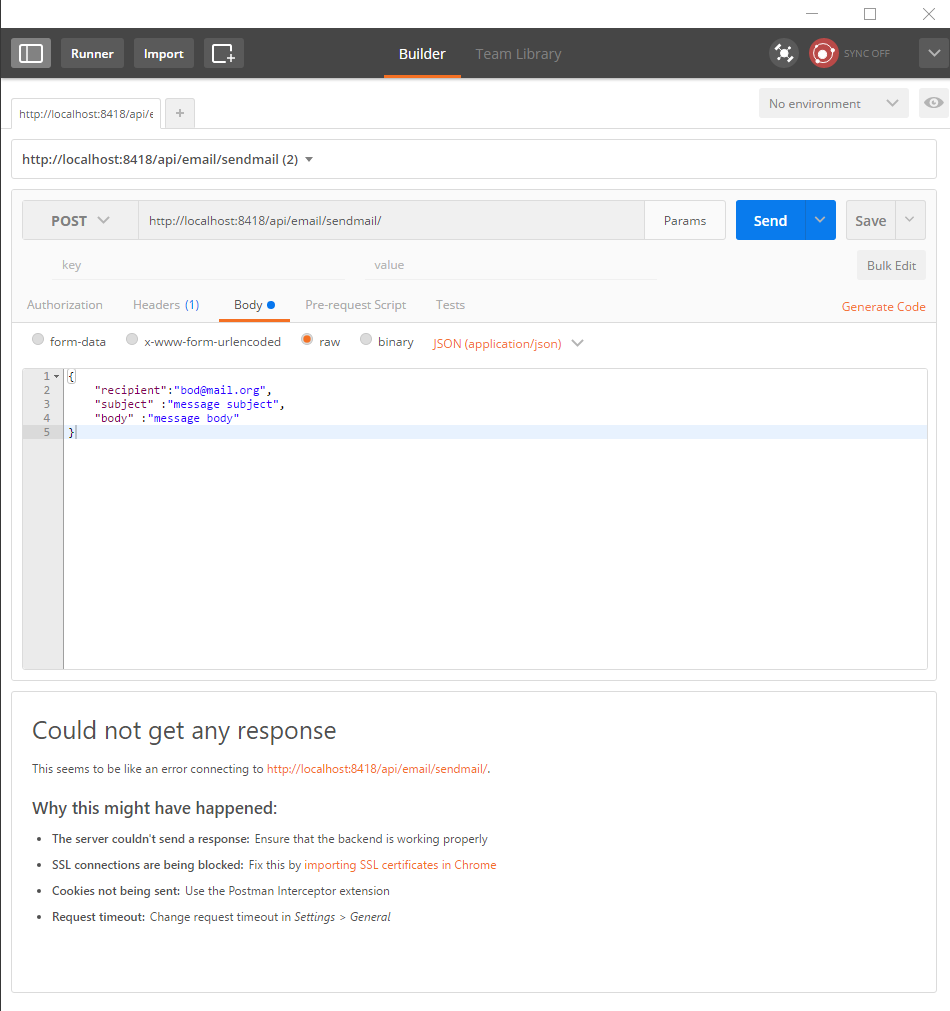 Runner
Import
Builder
Team Library
SYNC OFF
http://localhost:8418/api/e
+
No environment
http://localhost:8418/api/email/sendmail (2)
POST
http://localhost:8418/api/email/sendmail/
Params
Send
Save
key
value
Bulk Edit
Authorization
Headers (1)
Body
Pre-request Script
Tests
Generate Code
form-data
x-www-form-urlencoded
raw
binary
JSON (application/json)
1 {
2 "recipient":"bod@mail.org",
3 "subject" :"message subject",
4 "body" :"message body"
5 }
Could not get any response
This seems to be like an error connecting to http://localhost:8418/api/email/sendmail/.
Why this might have happened:
• The server couldn't send a response: Ensure that the backend is working properly
• SSL connections are being blocked: Fix this by importing SSL certificates in Chrome
• Cookies not being sent: Use the Postman Interceptor extension
• Request timeout: Change request timeout in Settings > General